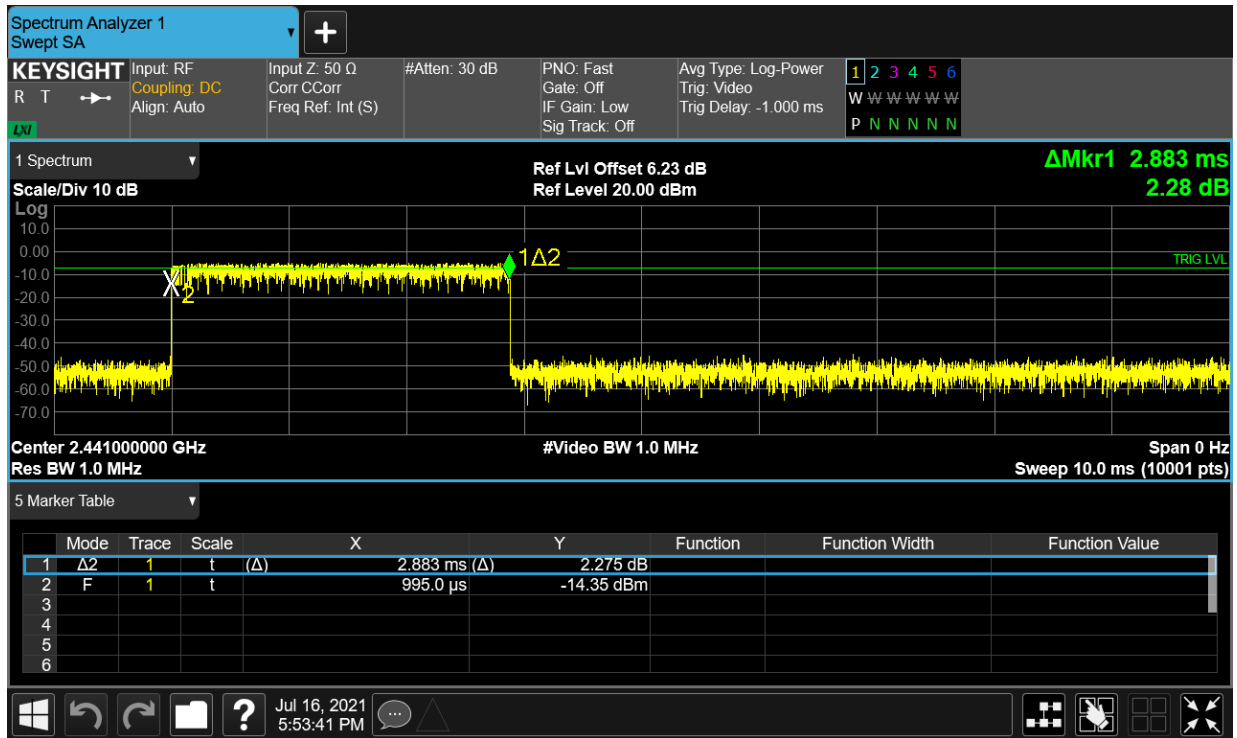 Spectrum Analyzer 1
Swept SA
KEYSIGHT Input: RF Input Z: 50 Ω #Atten: 30 dB PNO: Fast Avg Type: Log-Power 1 2 3 4 5 6
R T Coupling: DC Corr CCorr Gate: Off Trig: Video W W W W W W
Align: Auto Freq Ref: Int (S) IF Gain: Low Trig Delay: -1.000 ms
LXI Sig Track: Off P N N N N N
1 Spectrum
Ref Lvl Offset 6.23 dB ΔMkr1 2.883 ms
Scale/Div 10 dB Ref Level 20.00 dBm 2.28 dB
Log
10.0
0.00 1Δ2 TRIG LVL
-10.0
2
-20.0
-30.0
-40.0
-50.0
-60.0
-70.0
Center 2.441000000 GHz #Video BW 1.0 MHz Span 0 Hz
Res BW 1.0 MHz Sweep 10.0 ms (10001 pts)
5 Marker Table
Mode Trace Scale X Y Function Function Width Function Value
1 Δ2 1 t (Δ) 2.883 ms (Δ) 2.275 dB
2 F 1 t 995.0 µs -14.35 dBm
3
4
5
6
? Jul 16, 2021
5:53:41 PM